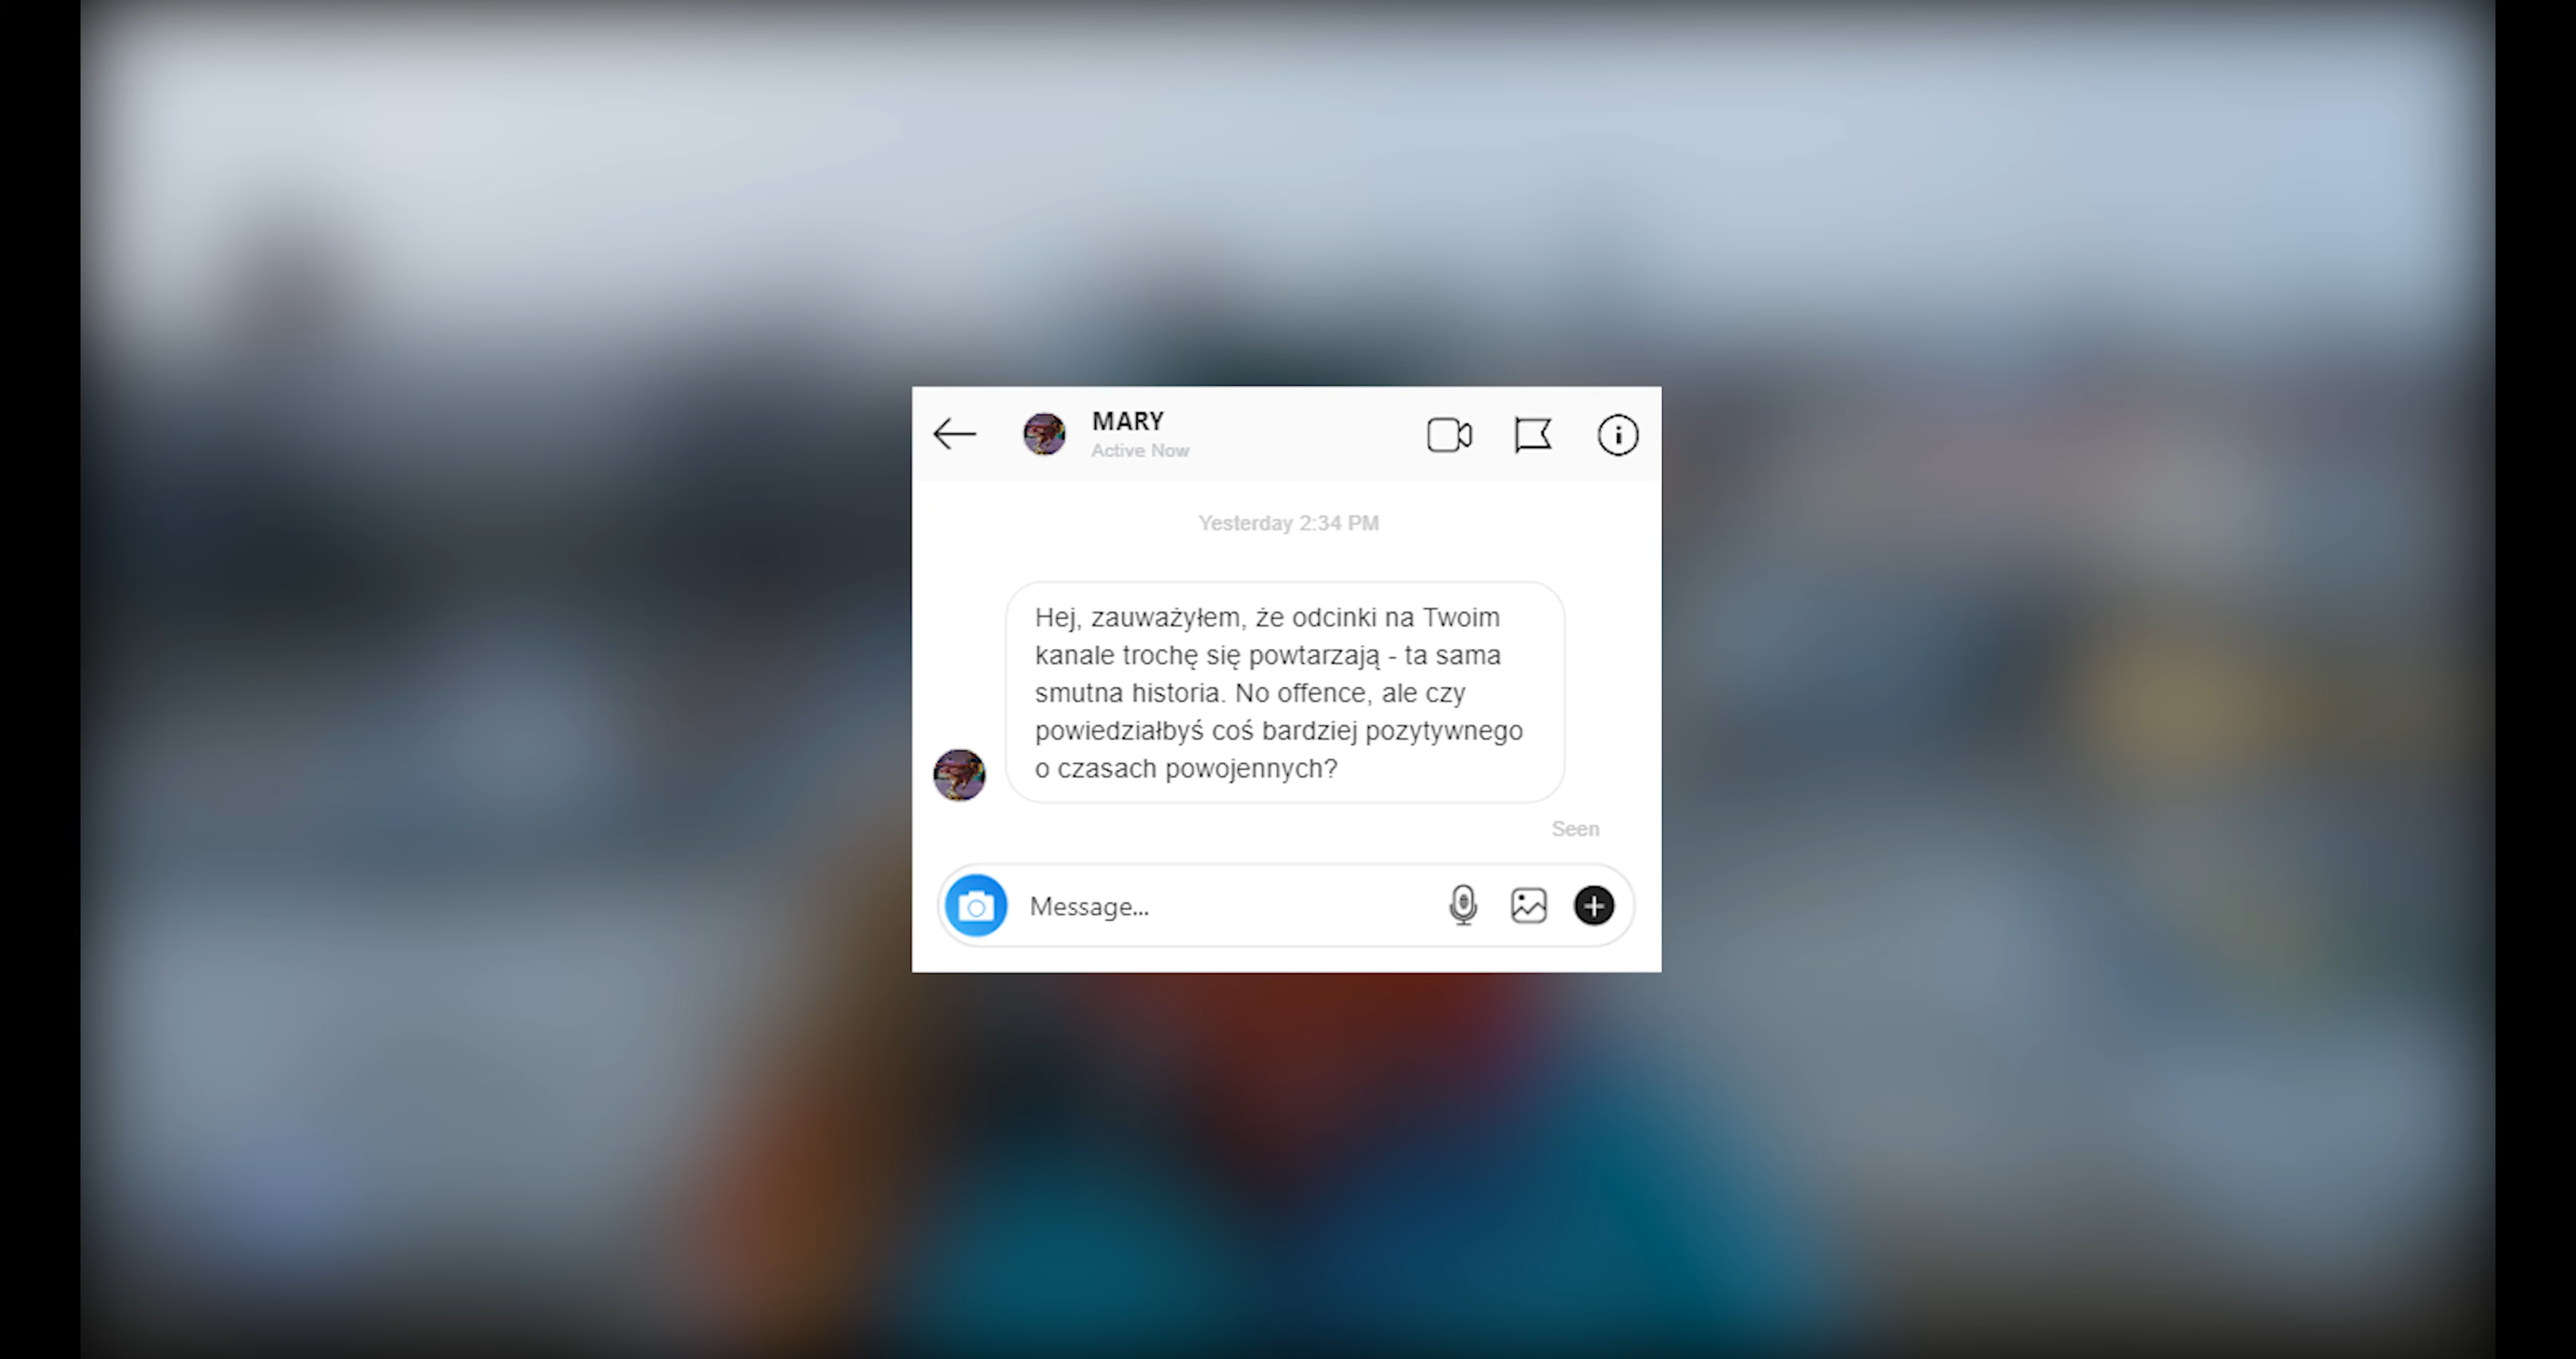 MARY
Active Now
Yesterday 2:34 PM
Hej, zauważyłem, że odcinki na Twoim
kanale trochę się powtarzają - ta sama
smutna historia. No offence, ale czy
powiedziałbyś coś bardziej pozytywnego
o czasach powojennych?
Seen
Message...